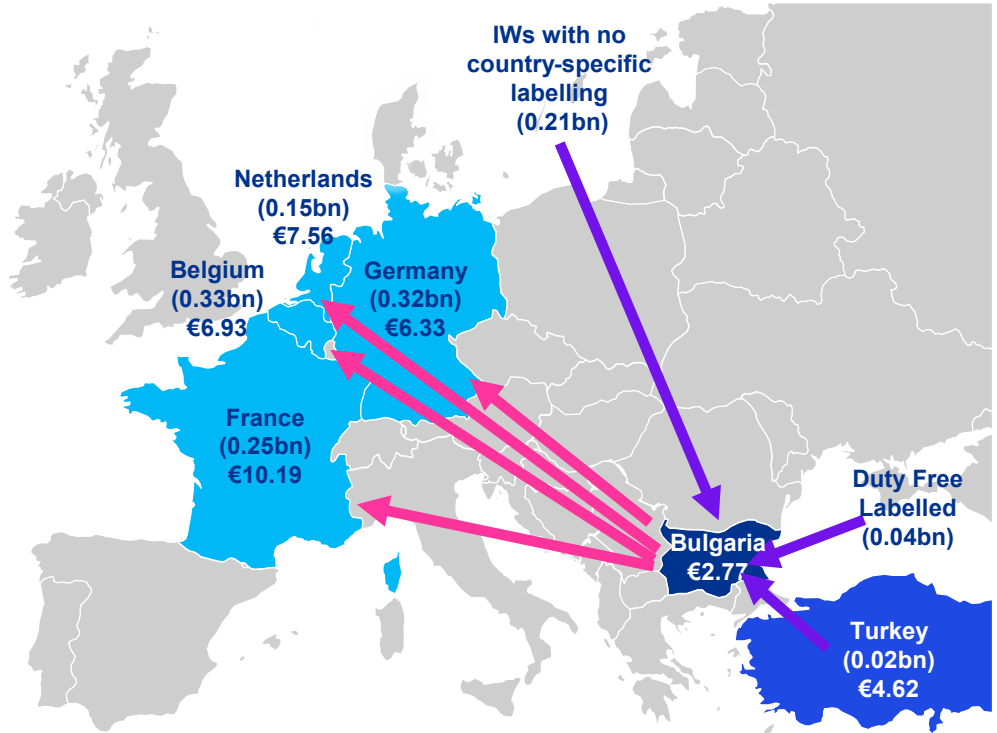 IWs with no
country-specific
labelling
(0.21bn)
Netherlands
(0.15bn)
€7.56
Belgium
(0.33bn)
€6.93
Germany
(0.32bn)
€6.33
France
(0.25bn)
€10.19
Duty Free
Labelled
(0.04bn)
Bulgaria
€2.77
Turkey
(0.02bn)
€4.62